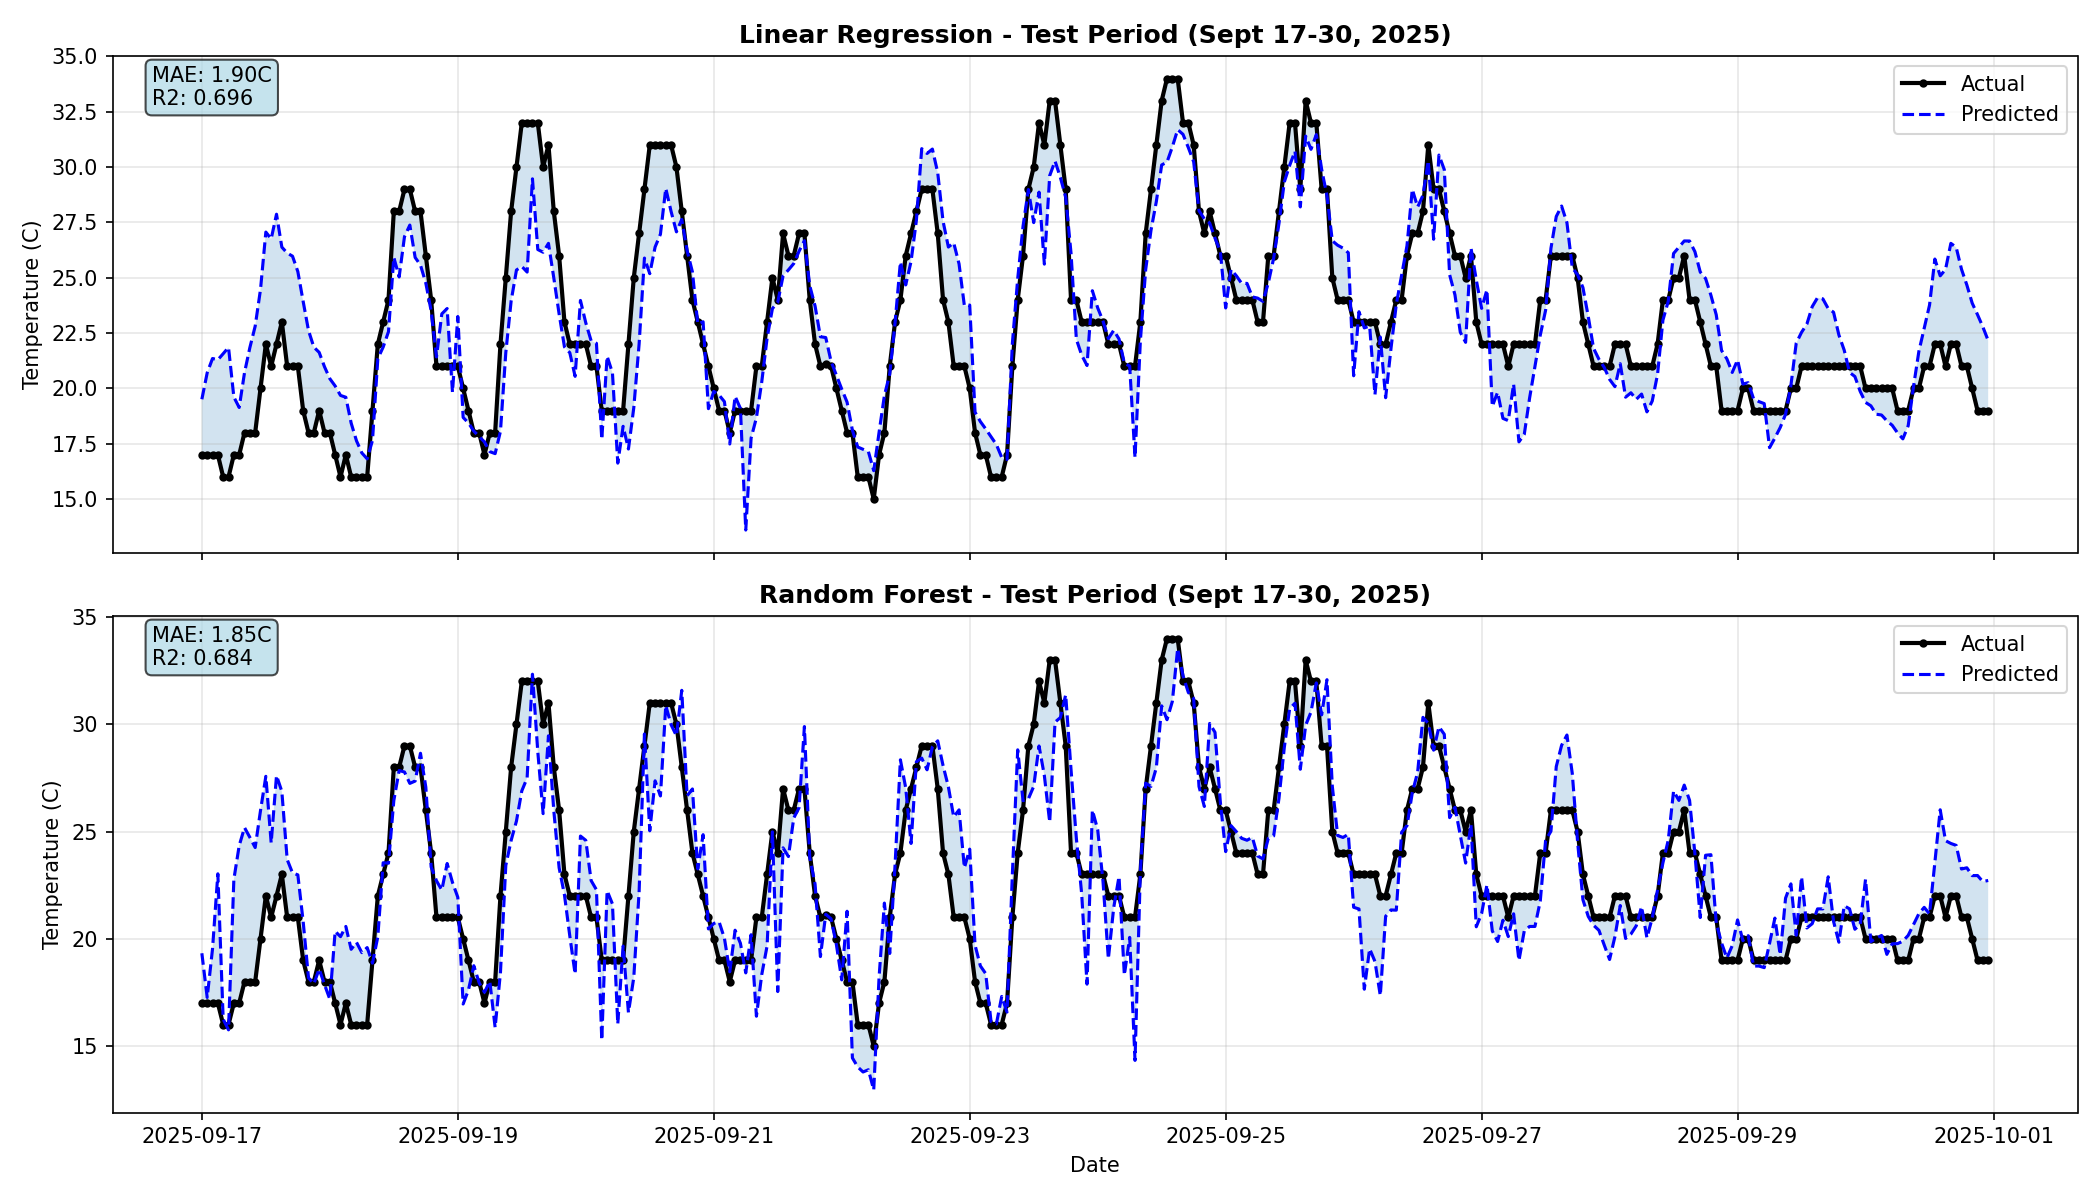 Linear Regression - Test Period (Sept 17-30, 2025)
MAE: 1.90C
R2: 0.696
Actual
Predicted
35.0
32.5
30.0
27.5
25.0
22.5
20.0
17.5
15.0
Temperature (C)
Random Forest - Test Period (Sept 17-30, 2025)
MAE: 1.85C
R2: 0.684
Actual
Predicted
35
30
25
20
15
Temperature (C)
2025-09-17 2025-09-19 2025-09-21 2025-09-23 2025-09-25 2025-09-27 2025-09-29 2025-10-01
Date